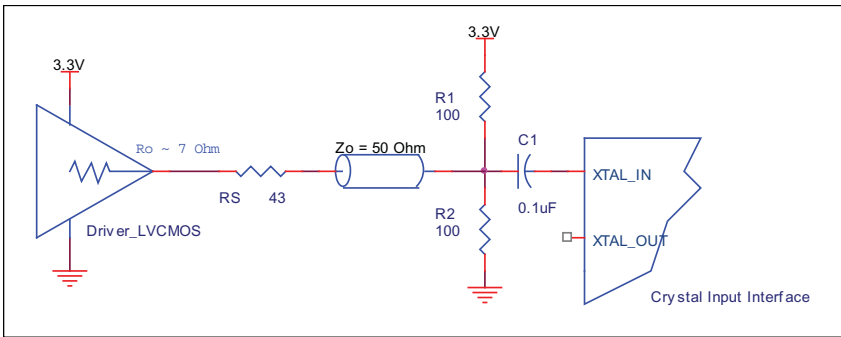 3.3V
3.3V
R1
100
Ro ~ 7 Ohm
Zo = 50 Ohm
C1
RS 43
0.1uF
XTAL_IN
R2
100
XTAL_OUT
Driver_LVCMOS
Crystal Input Interface